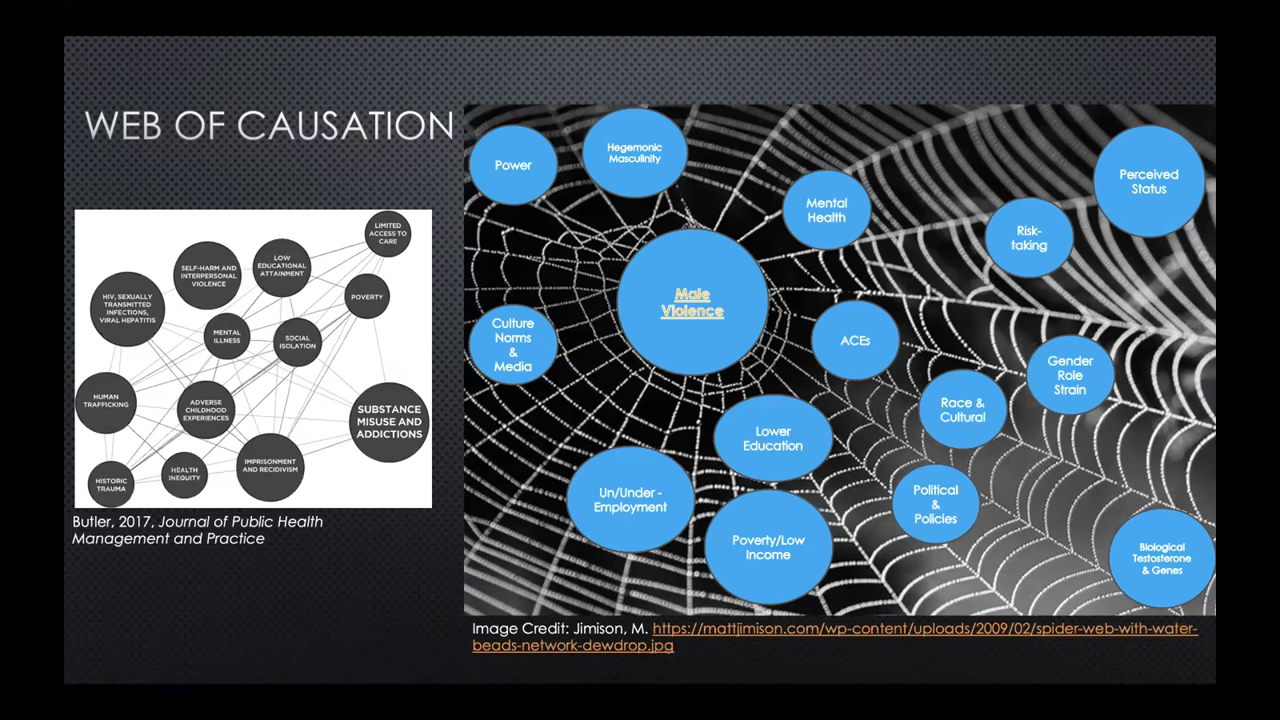 WEB OF CAUSATION
LIMITED
ACCESS TO
CARE
SELF-HARM AND
INTERPERSONAL
VIOLENCE
LOW
EDUCATIONAL
ATTAINMENT
HIV, SEXUALLY
TRANSMITTED
INFECTIONS,
VIRAL HEPATITIS
POVERTY
MENTAL
ILLNESS
SOCIAL
ISOLATION
HUMAN
TRAFFICKING
ADVERSE
CHILDHOOD
EXPERIENCES
SUBSTANCE
MISUSE AND
ADDICTIONS
HISTORIC
TRAUMA
HEALTH
INEQUITY
IMPRISONMENT
AND RECIDIVISM
Butler, 2017, Journal of Public Health
Management and Practice
Power
Hegemonic
Masculinity
Mental
Health
Risk-
taking
Perceived
Status
Male
Violence
Culture
Norms
&
Media
ACEs
Gender
Role
Strain
Race &
Cultural
Lower
Education
Un/Under -
Employment
Political
&
Policies
Poverty/Low
Income
Biological
Testosterone
& Genes
Image Credit: Jimison, M. https://mattjimison.com/wp-content/uploads/2009/02/spider-web-with-water-
beads-network-dewdrop.jpg